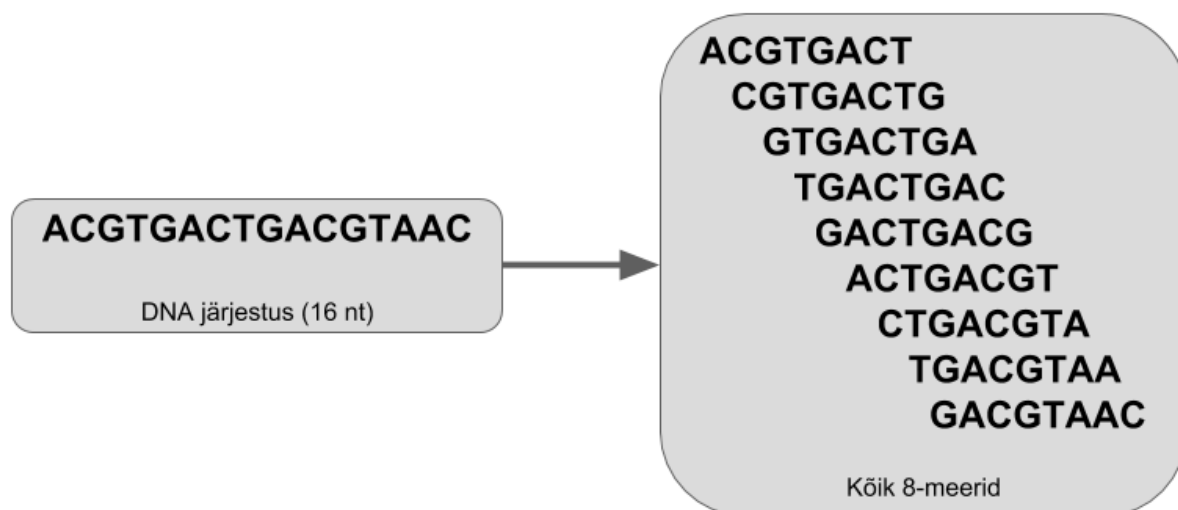 ACGTGACTGACGTAAC
DNA järjestus (16 nt)
ACGTGACT
CGTGACTG
GTGACTGA
TGACTGAC
GACTGACG
ACTGACGT
CTGACGTA
TGACGTAA
GACGTAAC
Kõik 8-meerid